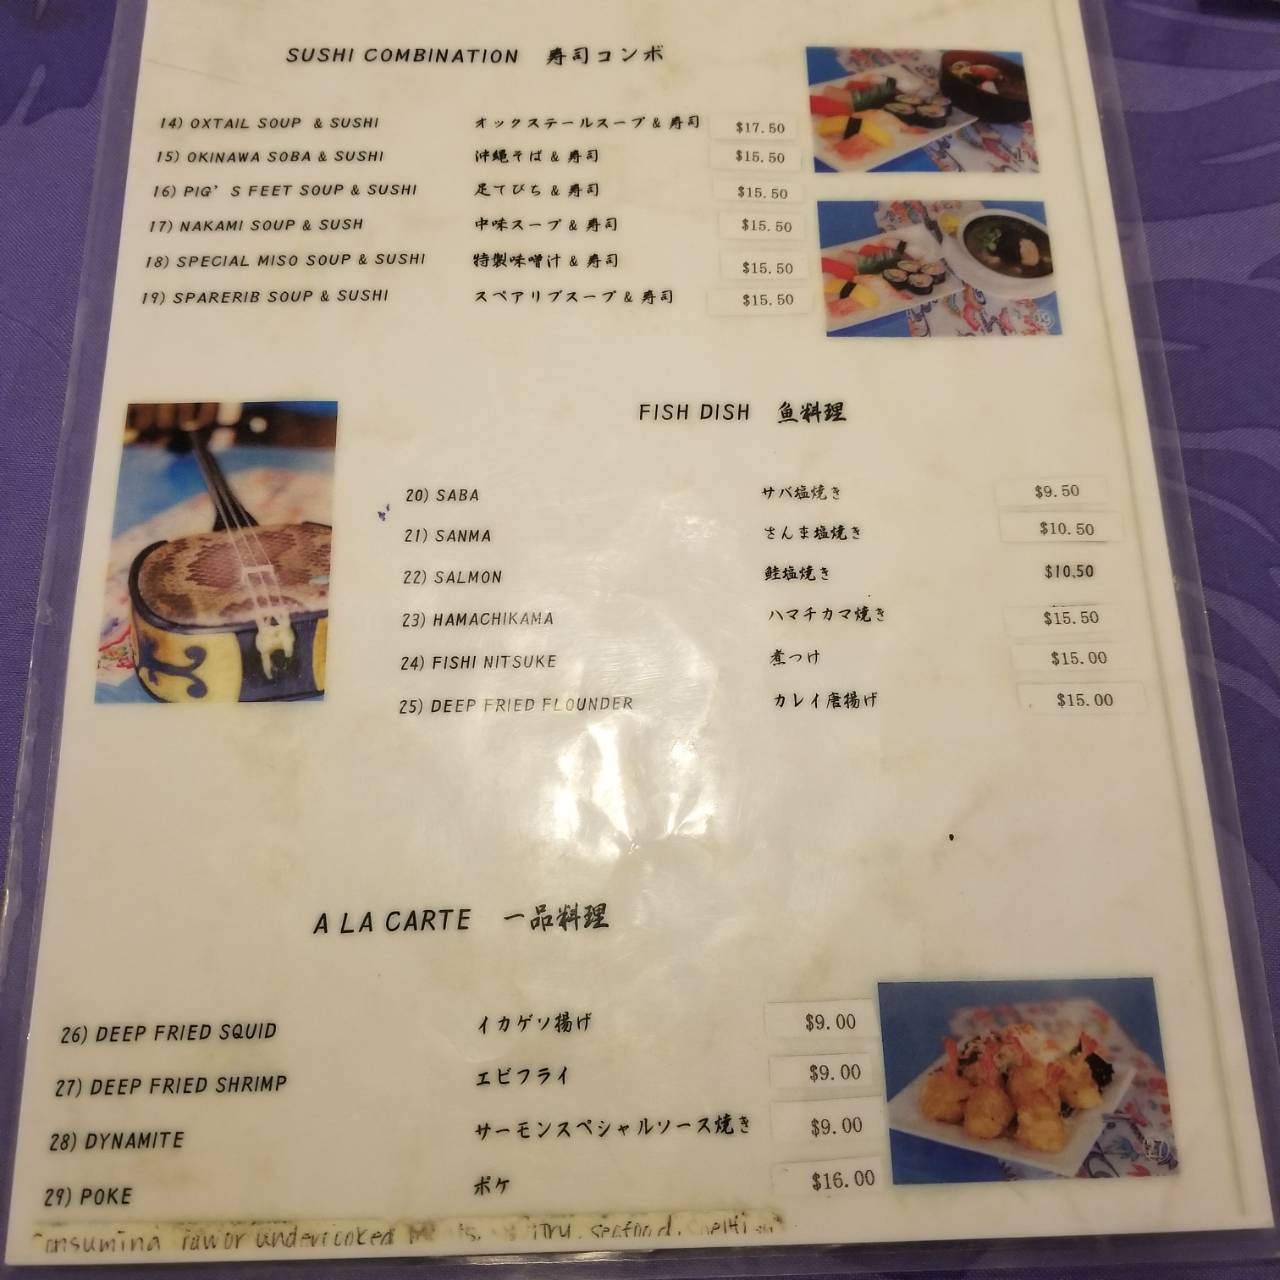 SUSHI COMBINATION 寿司コンボ
14) OXTAIL SOUP & SUSHI オックステールスープ & 寿司 $17.50
15) OKINAWA SOBA & SUSHI 沖縄そば & 寿司 $15.50
16) PIG'S FEET SOUP & SUSHI 足てびち & 寿司 $15.50
17) NAKAMI SOUP & SUSH 中味スープ & 寿司 $15.50
18) SPECIAL MISO SOUP & SUSHI 特製味噌汁 & 寿司 $15.50
19) SPARERIB SOUP & SUSHI スペアリブスープ & 寿司 $15.50
FISH DISH 魚料理
20) SABA サバ塩焼き $9.50
21) SANMA さんま塩焼き $10.50
22) SALMON 鮭塩焼き $10.50
23) HAMACHIKAMA ハマチカマ焼き $15.50
24) FISHI NITSUKE 煮つけ $15.00
25) DEEP FRIED FLOUNDER カレイ唐揚げ $15.00
A LA CARTE 一品料理
26) DEEP FRIED SQUID イカゲソ揚げ $9.00
27) DEEP FRIED SHRIMP エビフライ $9.00
28) DYNAMITE サーモンスペシャルソース焼き $9.00
29) POKE ポケ $16.00
raw or undercooked seafood,